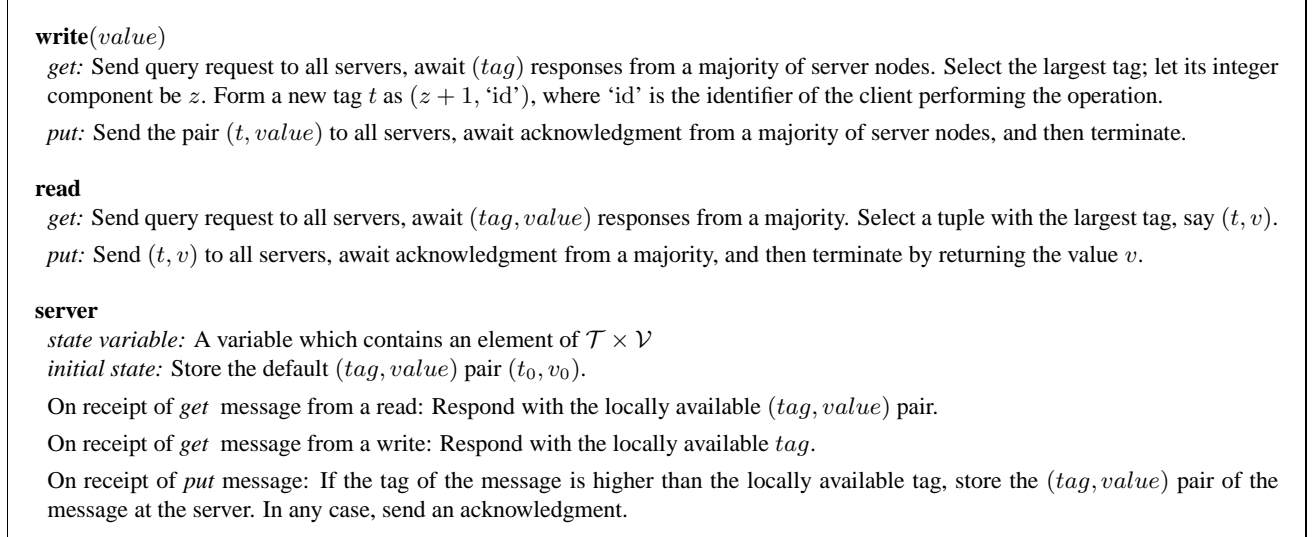 write(value)
get: Send query request to all servers, await (tag) responses from a majority of server nodes. Select the largest tag; let its integer
component be z. Form a new tag t as (z + 1, ‘id’), where ‘id’ is the identifier of the client performing the operation.
put: Send the pair (t, value) to all servers, await acknowledgment from a majority of server nodes, and then terminate.
read
get: Send query request to all servers, await (tag, value) responses from a majority. Select a tuple with the largest tag, say (t, v).
put: Send (t, v) to all servers, await acknowledgment from a majority, and then terminate by returning the value v.
server
state variable: A variable which contains an element of 𝒯 × 𝒱
initial state: Store the default (tag, value) pair (t₀, v₀).
On receipt of get message from a read: Respond with the locally available (tag, value) pair.
On receipt of get message from a write: Respond with the locally available tag.
On receipt of put message: If the tag of the message is higher than the locally available tag, store the (tag, value) pair of the
message at the server. In any case, send an acknowledgment.